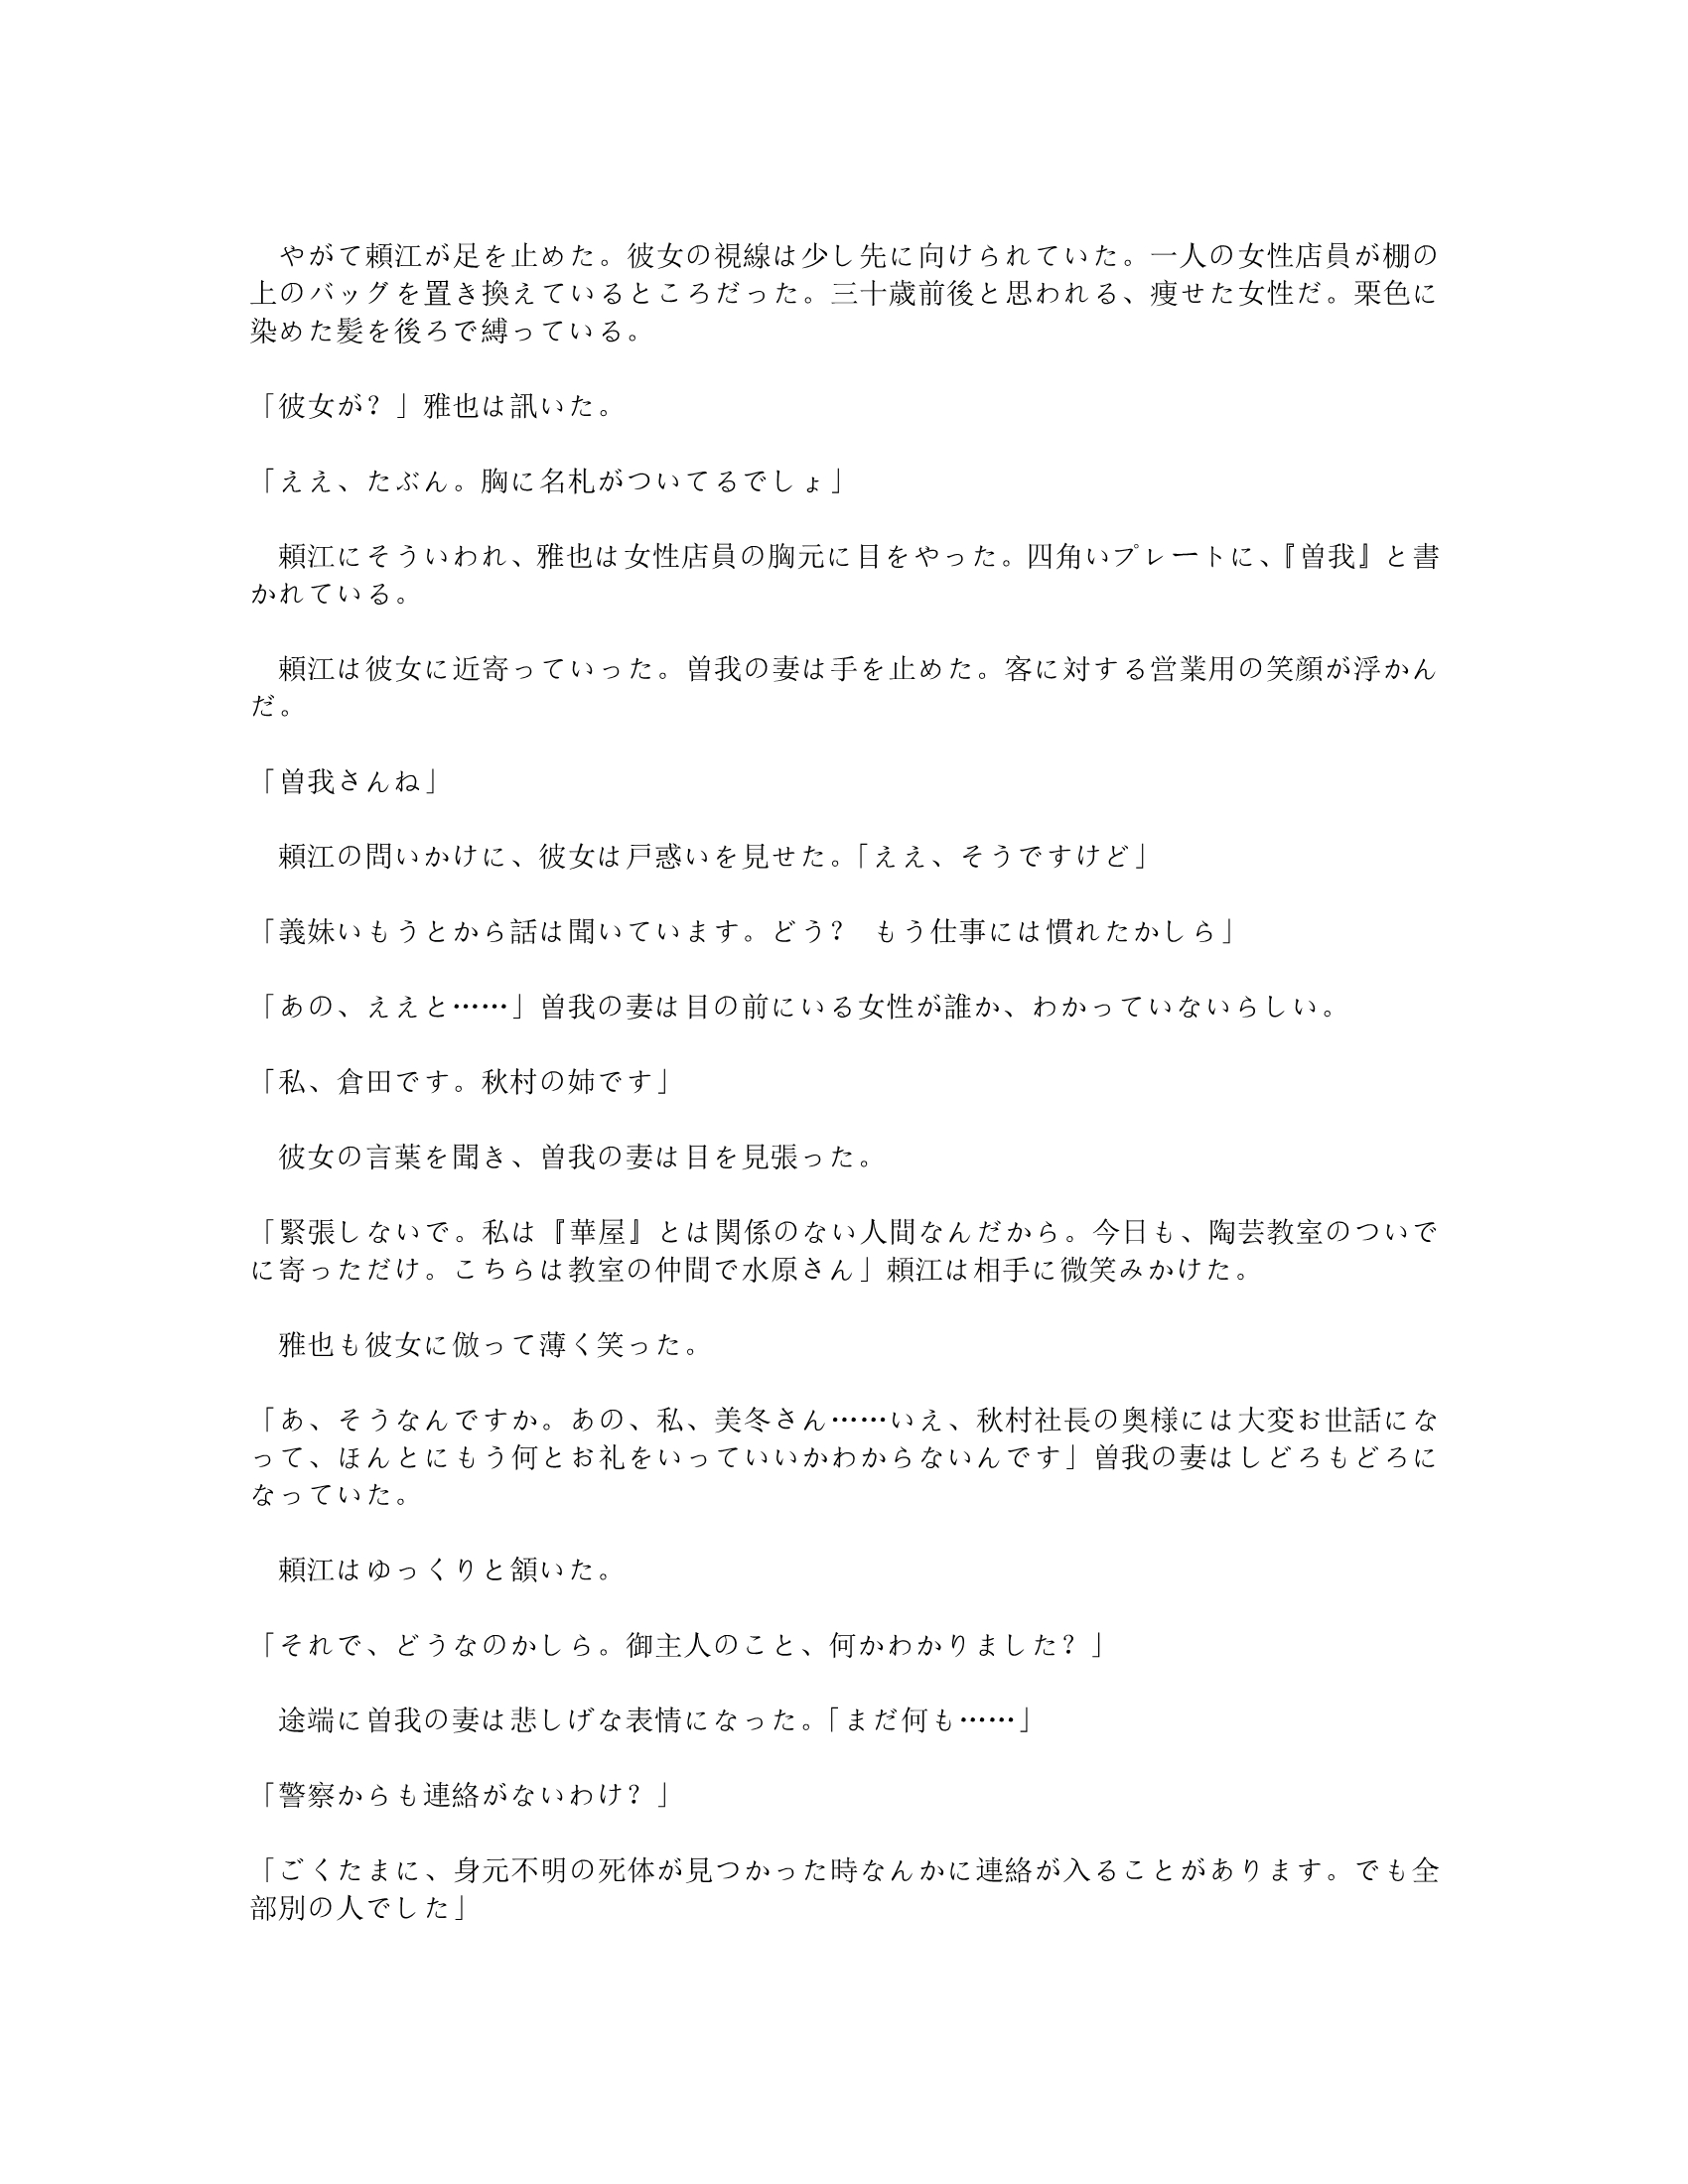 やがて頼江が足を止めた。彼女の視線は少し先に向けられていた。一人の女性店員が棚の
上のバッグを置き換えているところだった。三十歳前後と思われる、痩せた女性だ。栗色に
染めた髪を後ろで縛っている。
「彼女が？」雅也は訊いた。
「ええ、たぶん。胸に名札がついてるでしょ」
　頼江にそういわれ、雅也は女性店員の胸元に目をやった。四角いプレートに、『曽我』と書
かれている。
　頼江は彼女に近寄っていった。曽我の妻は手を止めた。客に対する営業用の笑顔が浮かん
だ。
「曽我さんね」
　頼江の問いかけに、彼女は戸惑いを見せた。「ええ、そうですけど」
「義妹いもうとから話は聞いています。どう？　もう仕事には慣れたかしら」
「あの、ええと……」曽我の妻は目の前にいる女性が誰か、わかっていないらしい。
「私、倉田です。秋村の姉です」
　彼女の言葉を聞き、曽我の妻は目を見張った。
「緊張しないで。私は『華屋』とは関係のない人間なんだから。今日も、陶芸教室のついで
に寄っただけ。こちらは教室の仲間で水原さん」頼江は相手に微笑みかけた。
　雅也も彼女に倣って薄く笑った。
「あ、そうなんですか。あの、私、美冬さん……いえ、秋村社長の奥様には大変お世話にな
って、ほんとにもう何とお礼をいっていいかわからないんです」曽我の妻はしどろもどろに
なっていた。
　頼江はゆっくりと頷いた。
「それで、どうなのかしら。御主人のこと、何かわかりました？」
　途端に曽我の妻は悲しげな表情になった。「まだ何も……」
「警察からも連絡がないわけ？」
「ごくたまに、身元不明の死体が見つかった時なんかに連絡が入ることがあります。でも全
部別の人でした」